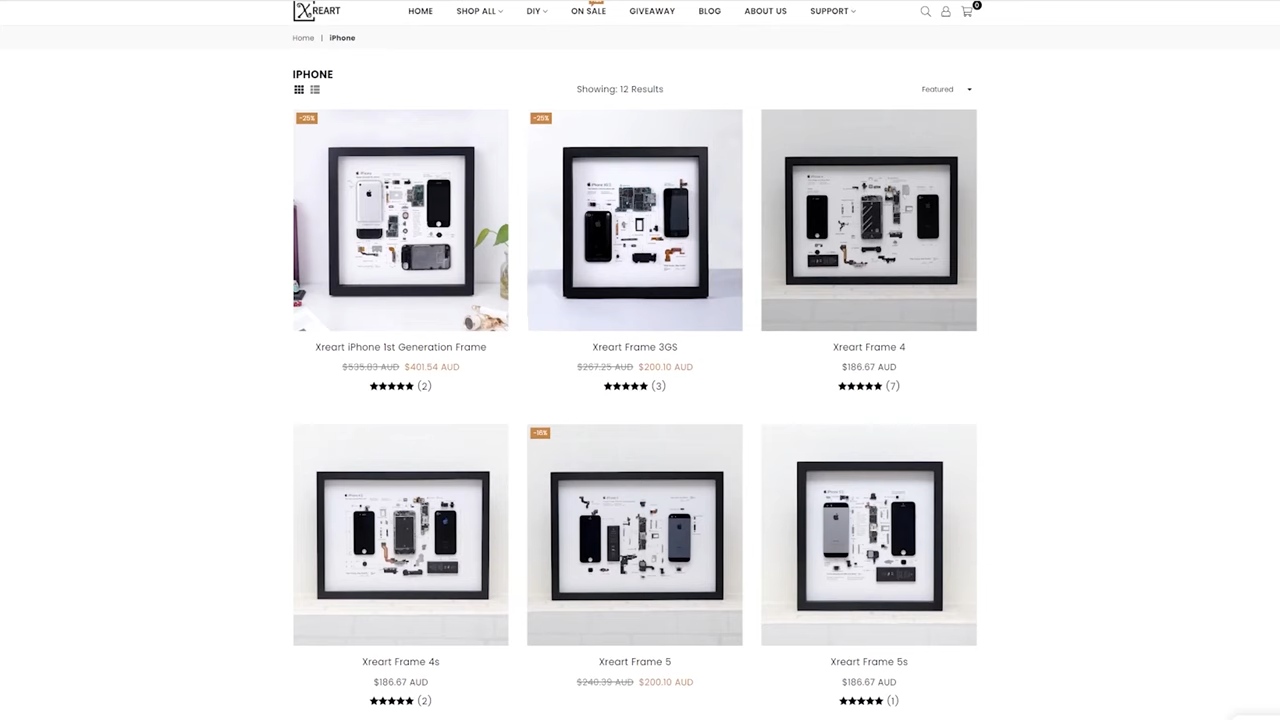 XREART
HOME SHOP ALL DIY ON SALE GIVEAWAY BLOG ABOUT US SUPPORT 0
Home | iPhone
IPHONE
Showing: 12 Results Featured
-25% -25%
Xreart iPhone 1st Generation Frame Xreart Frame 3GS Xreart Frame 4
$535.83 AUD $401.54 AUD $267.25 AUD $200.10 AUD $186.67 AUD
★★★★★ (2) ★★★★★ (3) ★★★★★ (7)
Xreart Frame 4s Xreart Frame 5 Xreart Frame 5s
$186.67 AUD $240.39 AUD $200.10 AUD $186.67 AUD
★★★★★ (2) ★★★★★ (1)